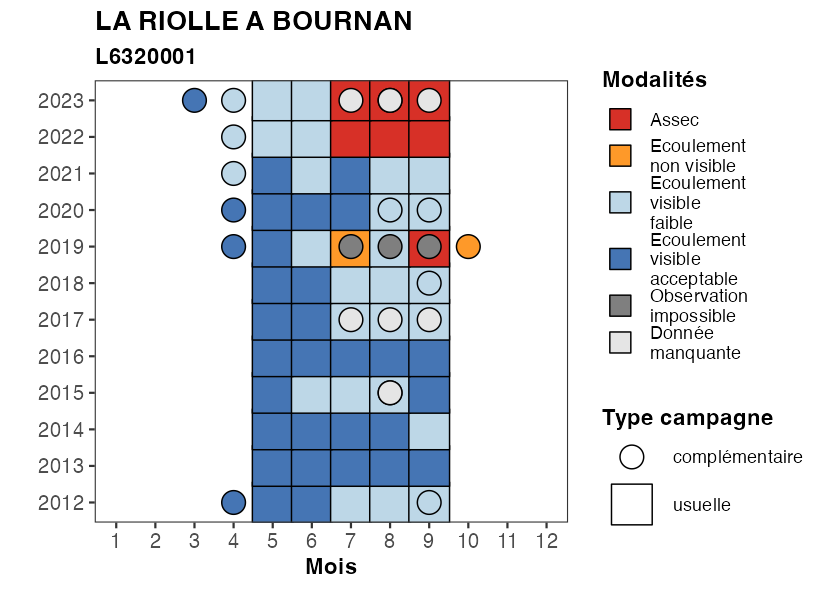 LA RIOLLE A BOURNAN
L6320001
2023
2022
2021
2020
2019
2018
2017
2016
2015
2014
2013
2012
1 2 3 4 5 6 7 8 9 10 11 12
Mois
Modalités
Assec
Ecoulement
non visible
Ecoulement
visible
faible
Ecoulement
visible
acceptable
Observation
impossible
Donnée
manquante
Type campagne
complémentaire
usuelle